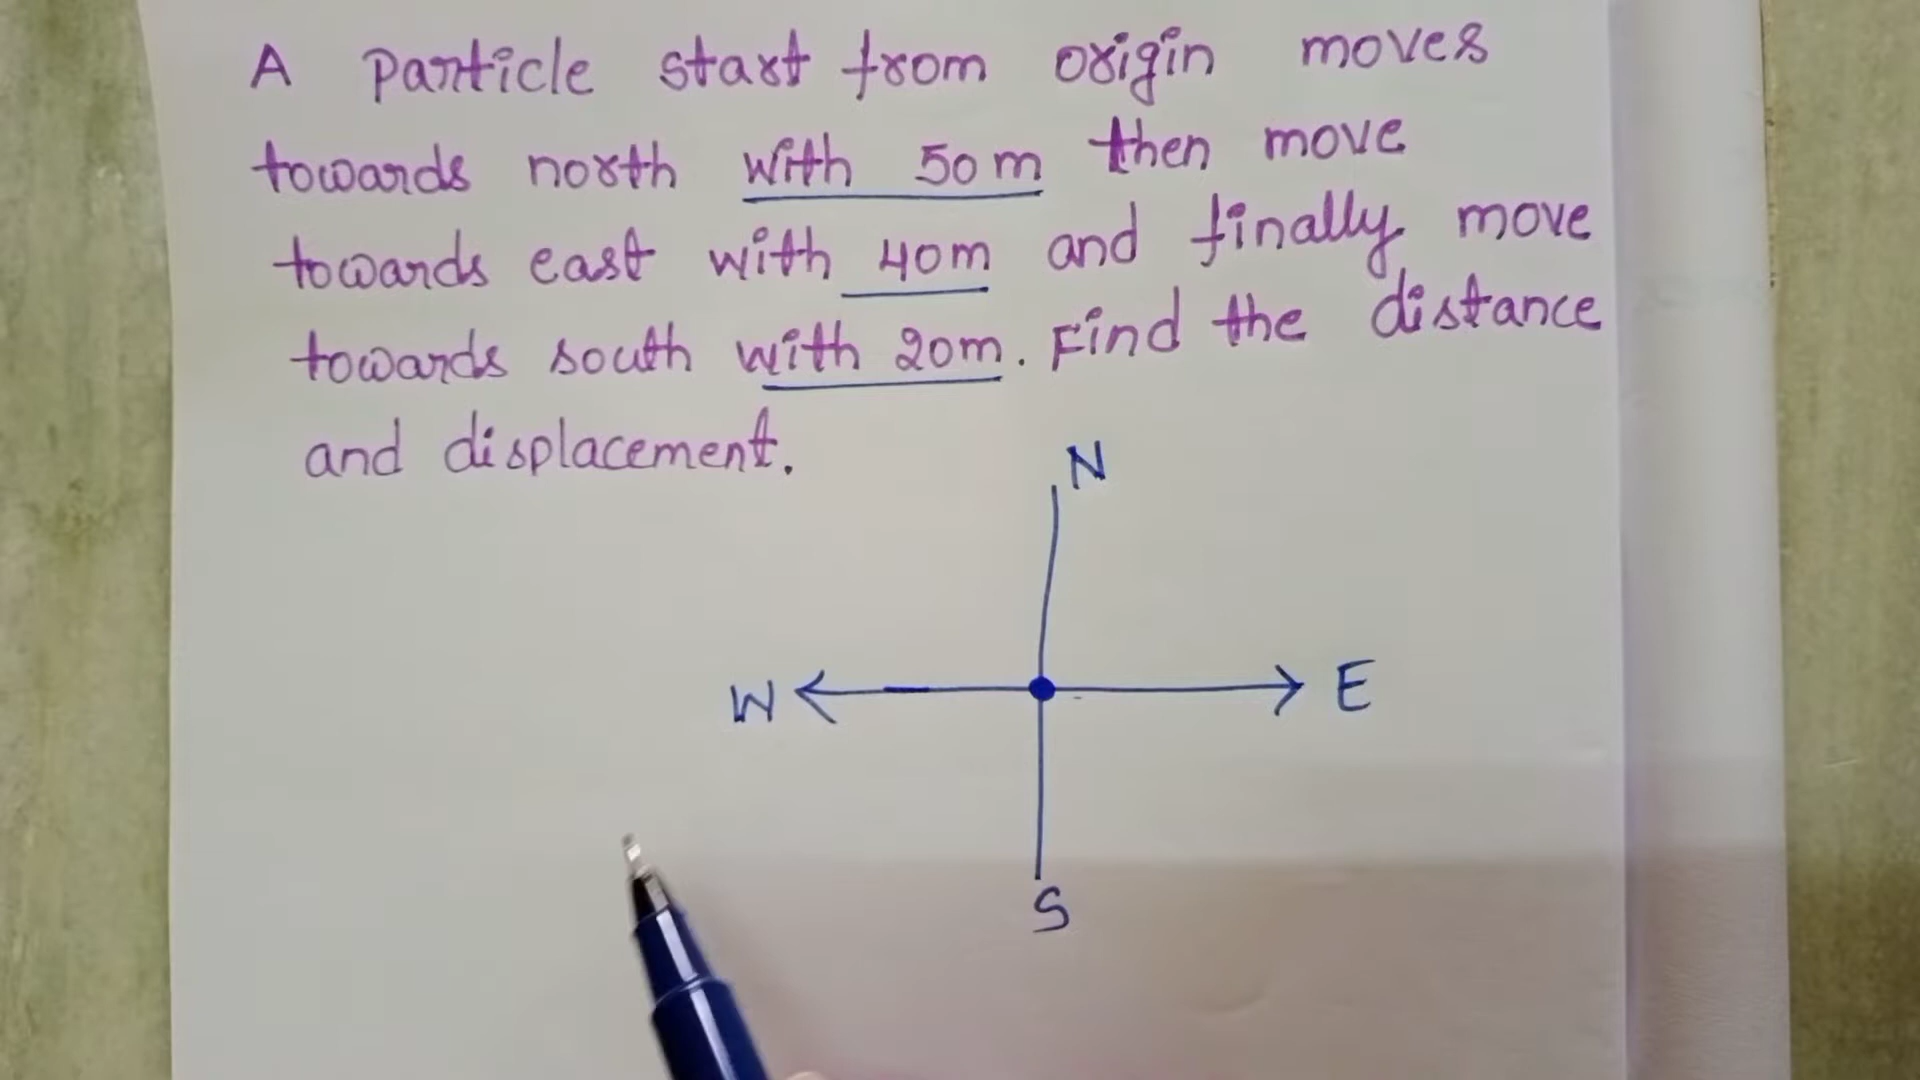 A particle start from origin moves
towards north with 50 m then move
towards east with 40m and finally move
towards south with 20m. Find the distance
and displacement.
N
W E
S